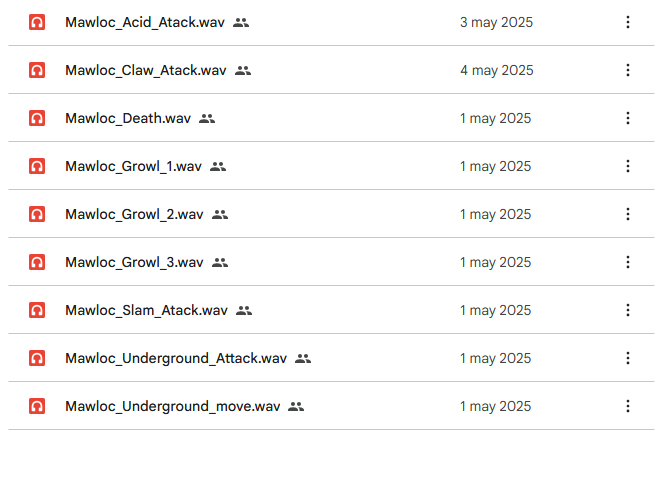 Mawloc_Acid_Atack.wav 3 may 2025
Mawloc_Claw_Atack.wav 4 may 2025
Mawloc_Death.wav 1 may 2025
Mawloc_Growl_1.wav 1 may 2025
Mawloc_Growl_2.wav 1 may 2025
Mawloc_Growl_3.wav 1 may 2025
Mawloc_Slam_Atack.wav 1 may 2025
Mawloc_Underground_Attack.wav 1 may 2025
Mawloc_Underground_move.wav 1 may 2025